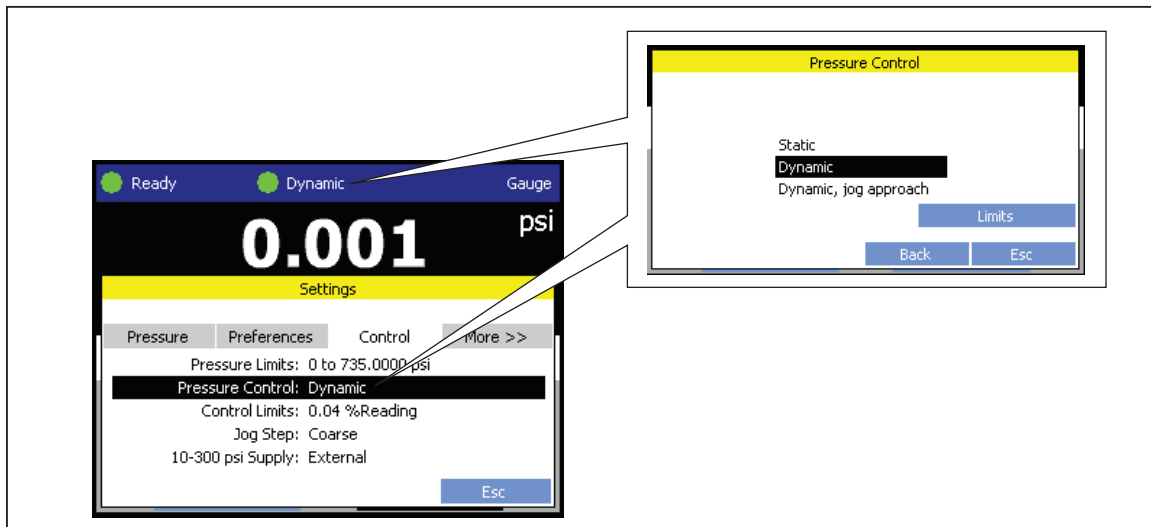 Ready Dynamic Gauge
0.001 psi
Settings
Pressure Preferences Control More >>
Pressure Limits: 0 to 735.0000 psi
Pressure Control: Dynamic
Control Limits: 0.04 %Reading
Jog Step: Coarse
10-300 psi Supply: External
Esc
Pressure Control
Static
Dynamic
Dynamic, jog approach
Limits
Back Esc